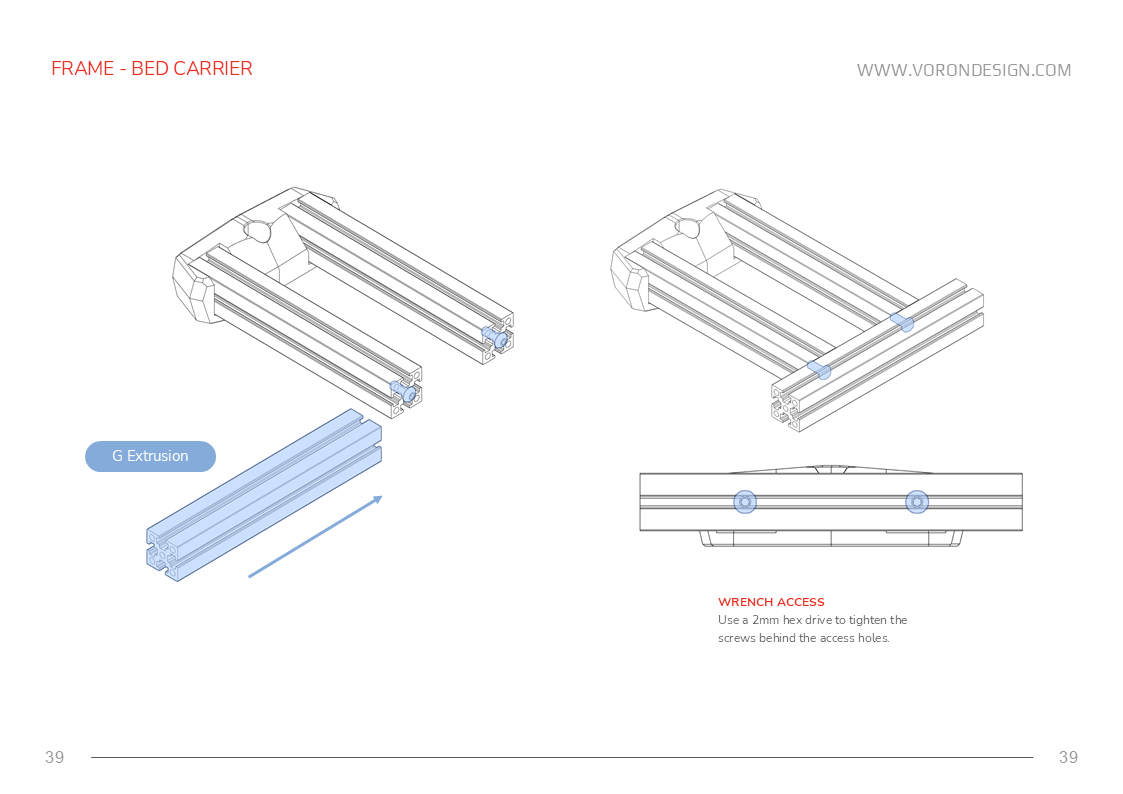 FRAME - BED CARRIER
WWW.VORONDESIGN.COM
G Extrusion
WRENCH ACCESS
Use a 2mm hex drive to tighten the
screws behind the access holes.
39
39